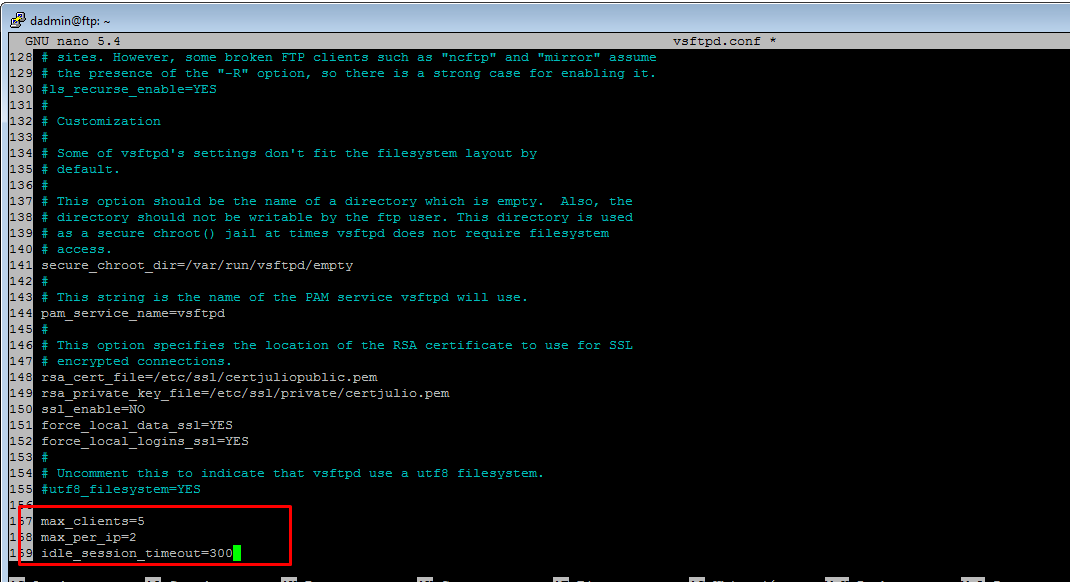 dadmin@ftp: ~
GNU nano 5.4 vsftpd.conf *
128 # sites. However, some broken FTP clients such as "ncftp" and "mirror" assume
129 # the presence of the "-R" option, so there is a strong case for enabling it.
130 #ls_recurse_enable=YES
131 #
132 # Customization
133 #
134 # Some of vsftpd's settings don't fit the filesystem layout by
135 # default.
136 #
137 # This option should be the name of a directory which is empty.  Also, the
138 # directory should not be writable by the ftp user. This directory is used
139 # as a secure chroot() jail at times vsftpd does not require filesystem
140 # access.
141 secure_chroot_dir=/var/run/vsftpd/empty
142 #
143 # This string is the name of the PAM service vsftpd will use.
144 pam_service_name=vsftpd
145 #
146 # This option specifies the location of the RSA certificate to use for SSL
147 # encrypted connections.
148 rsa_cert_file=/etc/ssl/certjuliopublic.pem
149 rsa_private_key_file=/etc/ssl/private/certjulio.pem
150 ssl_enable=NO
151 force_local_data_ssl=YES
152 force_local_logins_ssl=YES
153 #
154 # Uncomment this to indicate that vsftpd use a utf8 filesystem.
155 #utf8_filesystem=YES
156
157 max_clients=5
158 max_per_ip=2
159 idle_session_timeout=300